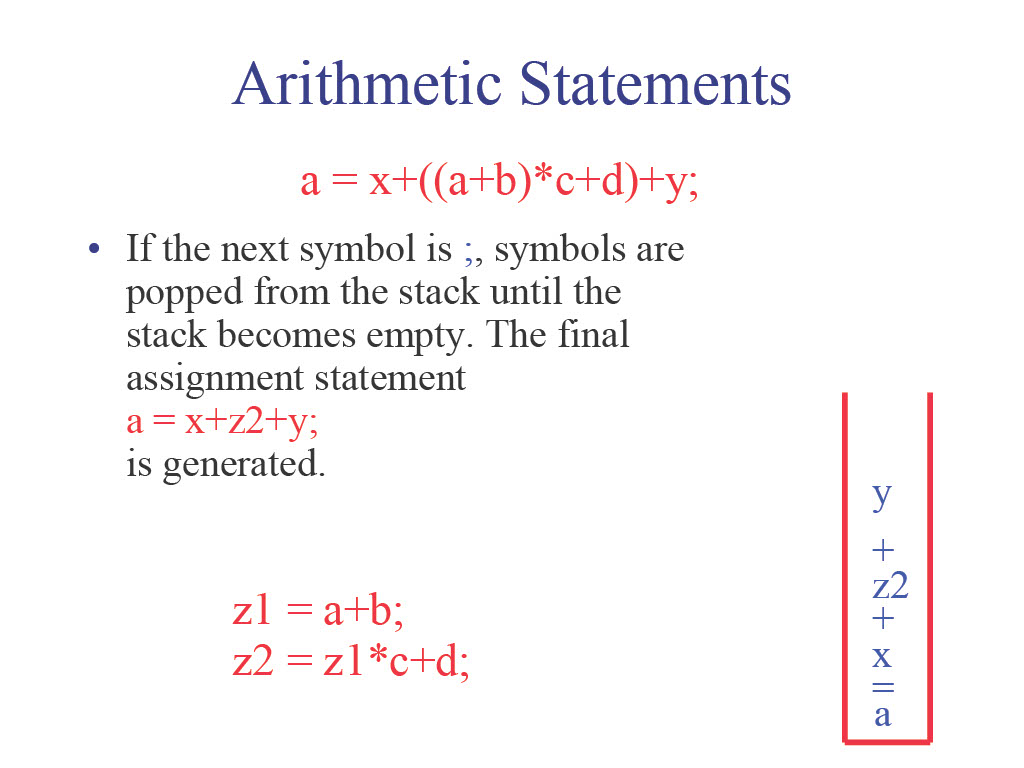 Arithmetic Statements
a = x+((a+b)*c+d)+y;
• If the next symbol is ;, symbols are
popped from the stack until the
stack becomes empty. The final
assignment statement
a = x+z2+y;
is generated.
z1 = a+b;
z2 = z1*c+d;
y
+
z2
+
x
=
a